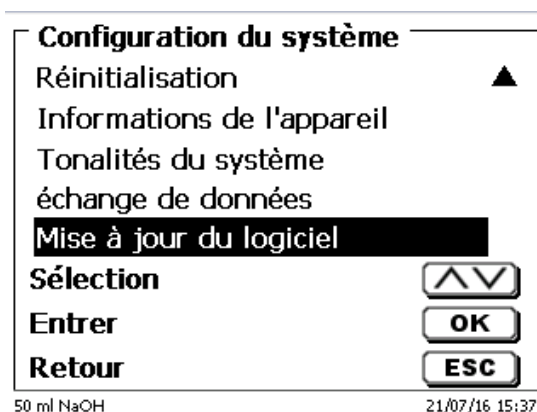 Configuration du système
Réinitialisation
Informations de l'appareil
Tonalités du système
échange de données
Mise à jour du logiciel
Sélection
Entrer OK
Retour ESC
50 ml NaOH 21/07/16 15:37